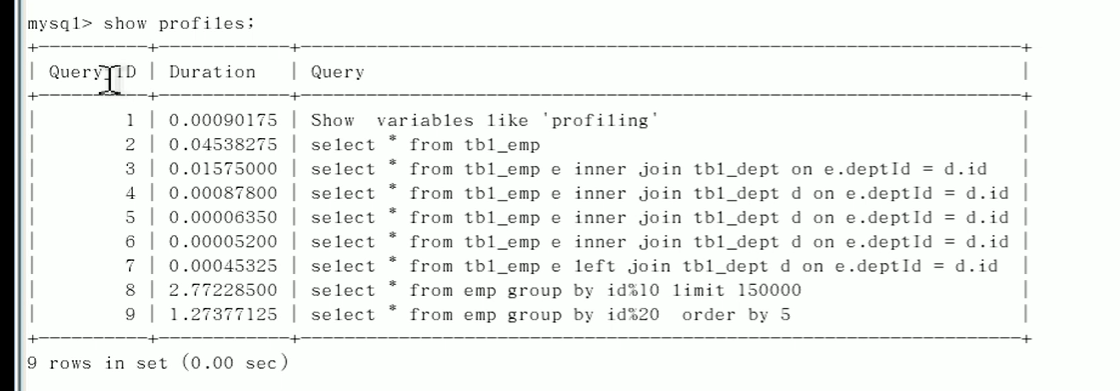 mysql> show profiles;
| Query_ID | Duration | Query |
| 1 | 0.00090175 | Show  variables like 'profiling' |
| 2 | 0.04538275 | select * from tbl_emp |
| 3 | 0.01575000 | select * from tbl_emp e inner join tbl_dept on e.deptId = d.id |
| 4 | 0.00087800 | select * from tbl_emp e inner join tbl_dept d on e.deptId = d.id |
| 5 | 0.00006350 | select * from tbl_emp e inner join tbl_dept d on e.deptId = d.id |
| 6 | 0.00005200 | select * from tbl_emp e inner join tbl_dept d on e.deptId = d.id |
| 7 | 0.00045325 | select * from tbl_emp e left join tbl_dept d on e.deptId = d.id |
| 8 | 2.77228500 | select * from emp group by id%10 limit 150000 |
| 9 | 1.27377125 | select * from emp group by id%20  order by 5 |
9 rows in set (0.00 sec)